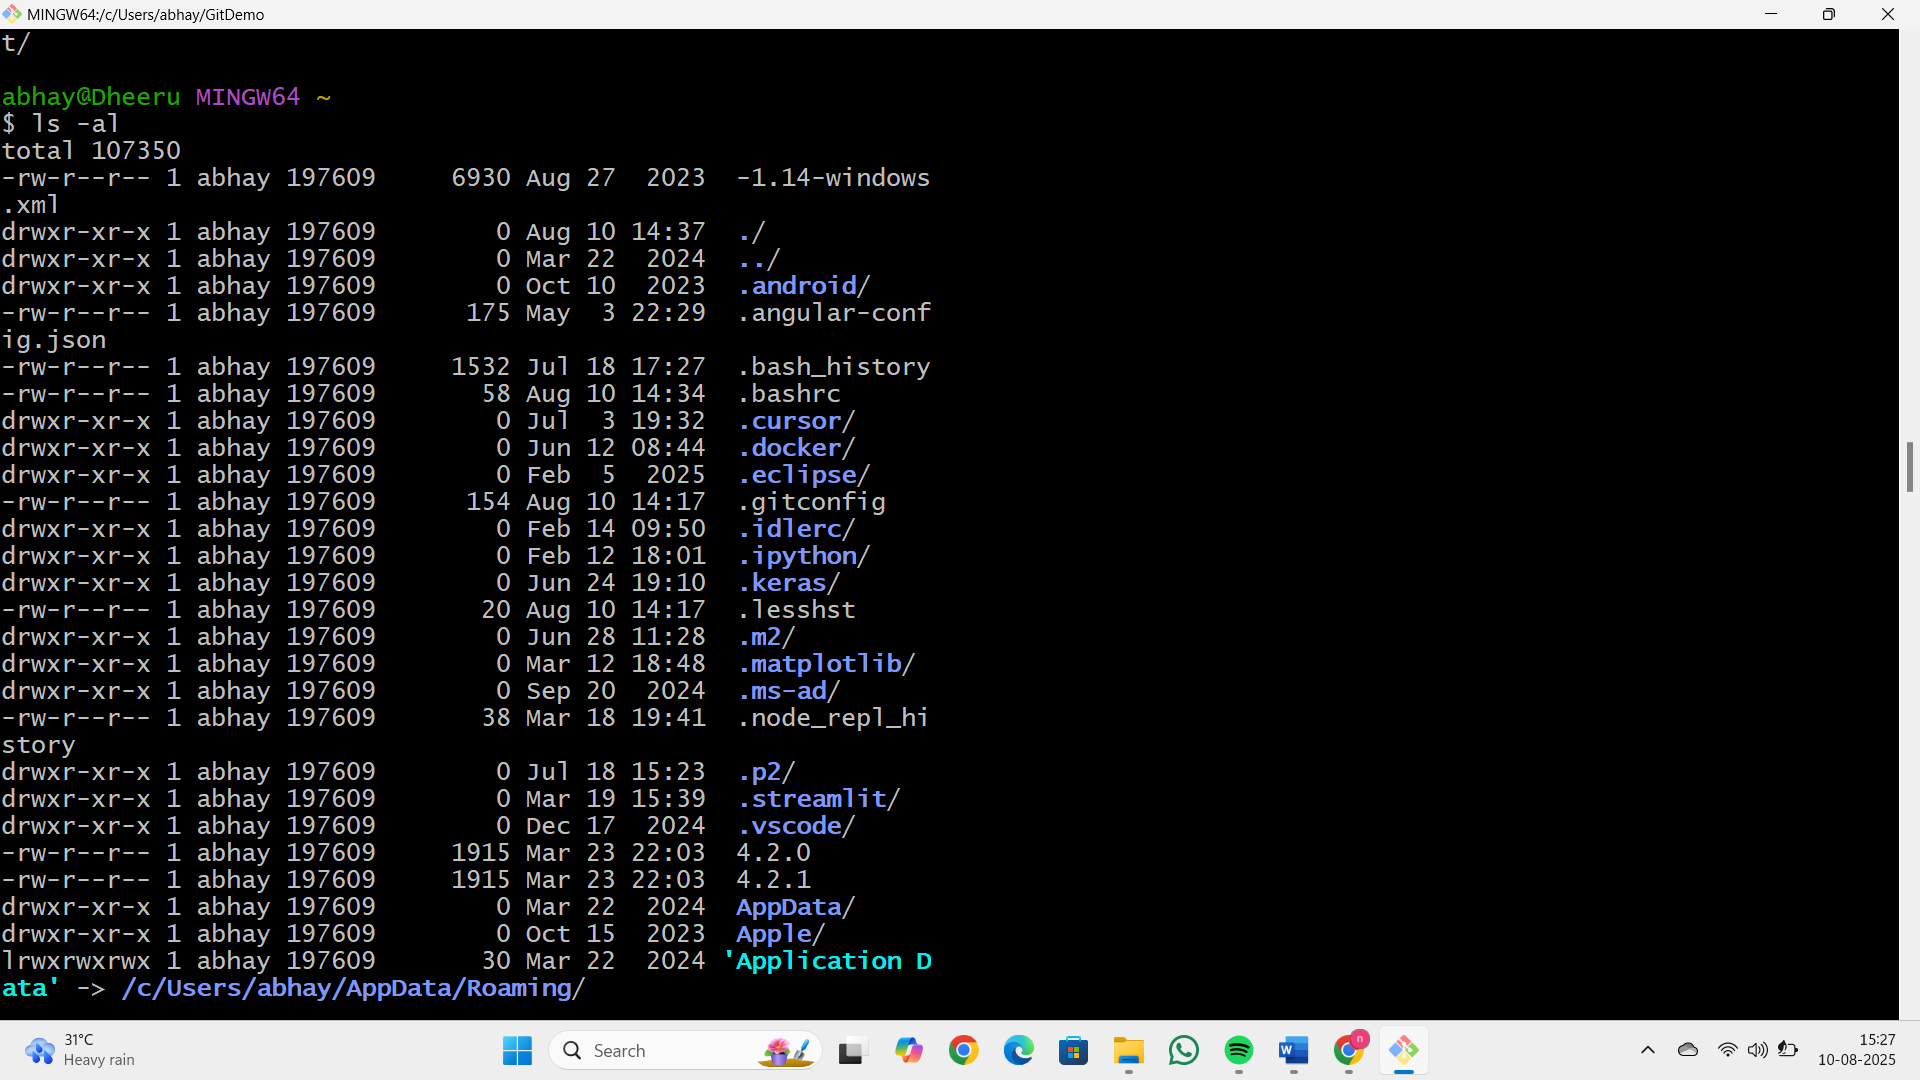 MINGW64:/c/Users/abhay/GitDemo
t/
abhay@Dheeru MINGW64 ~
$ ls -al
total 107350
-rw-r--r-- 1 abhay 197609     6930 Aug 27  2023  -1.14-windows
.xml
drwxr-xr-x 1 abhay 197609        0 Aug 10 14:37  ./
drwxr-xr-x 1 abhay 197609        0 Mar 22  2024  ../
drwxr-xr-x 1 abhay 197609        0 Oct 10  2023  .android/
-rw-r--r-- 1 abhay 197609      175 May  3 22:29  .angular-conf
ig.json
-rw-r--r-- 1 abhay 197609     1532 Jul 18 17:27  .bash_history
-rw-r--r-- 1 abhay 197609       58 Aug 10 14:34  .bashrc
drwxr-xr-x 1 abhay 197609        0 Jul  3 19:32  .cursor/
drwxr-xr-x 1 abhay 197609        0 Jun 12 08:44  .docker/
drwxr-xr-x 1 abhay 197609        0 Feb  5  2025  .eclipse/
-rw-r--r-- 1 abhay 197609      154 Aug 10 14:17  .gitconfig
drwxr-xr-x 1 abhay 197609        0 Feb 14 09:50  .idlerc/
drwxr-xr-x 1 abhay 197609        0 Feb 12 18:01  .ipython/
drwxr-xr-x 1 abhay 197609        0 Jun 24 19:10  .keras/
-rw-r--r-- 1 abhay 197609       20 Aug 10 14:17  .lesshst
drwxr-xr-x 1 abhay 197609        0 Jun 28 11:28  .m2/
drwxr-xr-x 1 abhay 197609        0 Mar 12 18:48  .matplotlib/
drwxr-xr-x 1 abhay 197609        0 Sep 20  2024  .ms-ad/
-rw-r--r-- 1 abhay 197609       38 Mar 18 19:41  .node_repl_hi
story
drwxr-xr-x 1 abhay 197609        0 Jul 18 15:23  .p2/
drwxr-xr-x 1 abhay 197609        0 Mar 19 15:39  .streamlit/
drwxr-xr-x 1 abhay 197609        0 Dec 17  2024  .vscode/
-rw-r--r-- 1 abhay 197609     1915 Mar 23 22:03  4.2.0
-rw-r--r-- 1 abhay 197609     1915 Mar 23 22:03  4.2.1
drwxr-xr-x 1 abhay 197609        0 Mar 22  2024  AppData/
drwxr-xr-x 1 abhay 197609        0 Oct 15  2023  Apple/
lrwxrwxrwx 1 abhay 197609       30 Mar 22  2024 'Application D
ata' -> /c/Users/abhay/AppData/Roaming/
31°C
Heavy rain
Search
n
15:27
10-08-2025